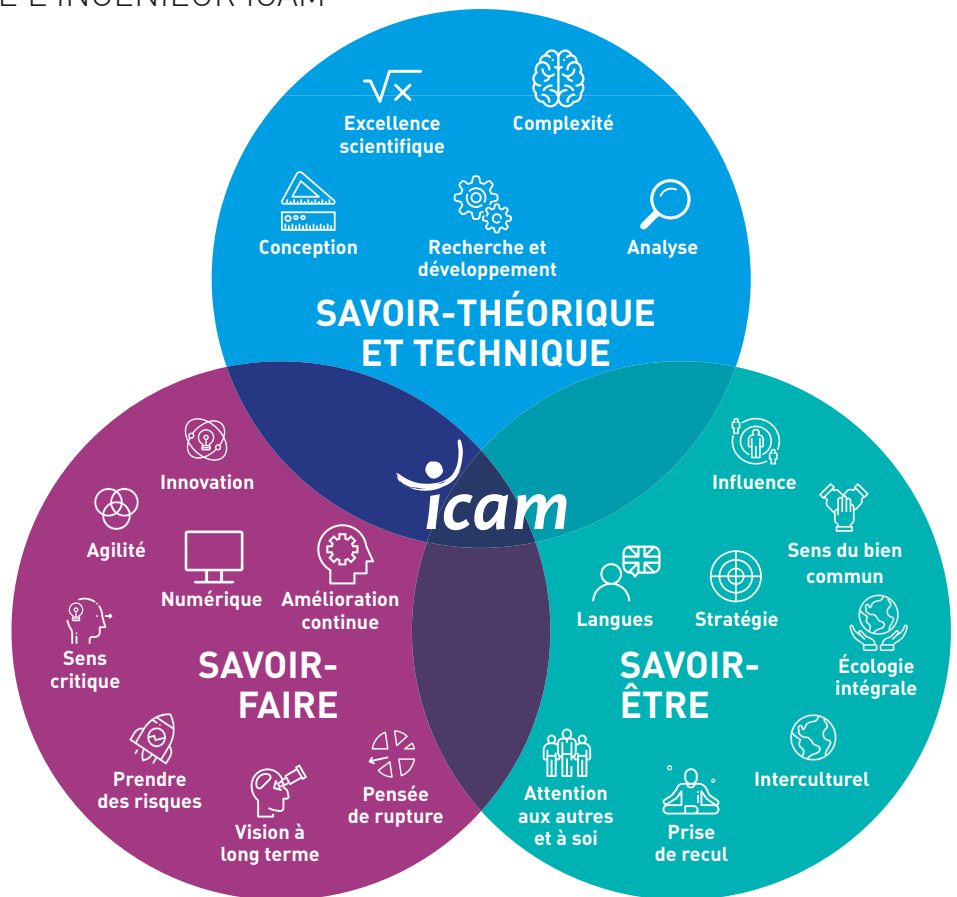 E L'INGÉNIEUR ICAM
Excellence
scientifique
Complexité
Conception
Recherche et
développement
Analyse
SAVOIR-THÉORIQUE
ET TECHNIQUE
icam
Innovation
Agilité
Numérique
Amélioration
continue
Sens
critique
SAVOIR-
FAIRE
Prendre
des risques
Vision à
long terme
Pensée
de rupture
Influence
Sens du bien
commun
Langues
Stratégie
Écologie
intégrale
SAVOIR-
ÊTRE
Interculturel
Attention
aux autres
et à soi
Prise
de recul